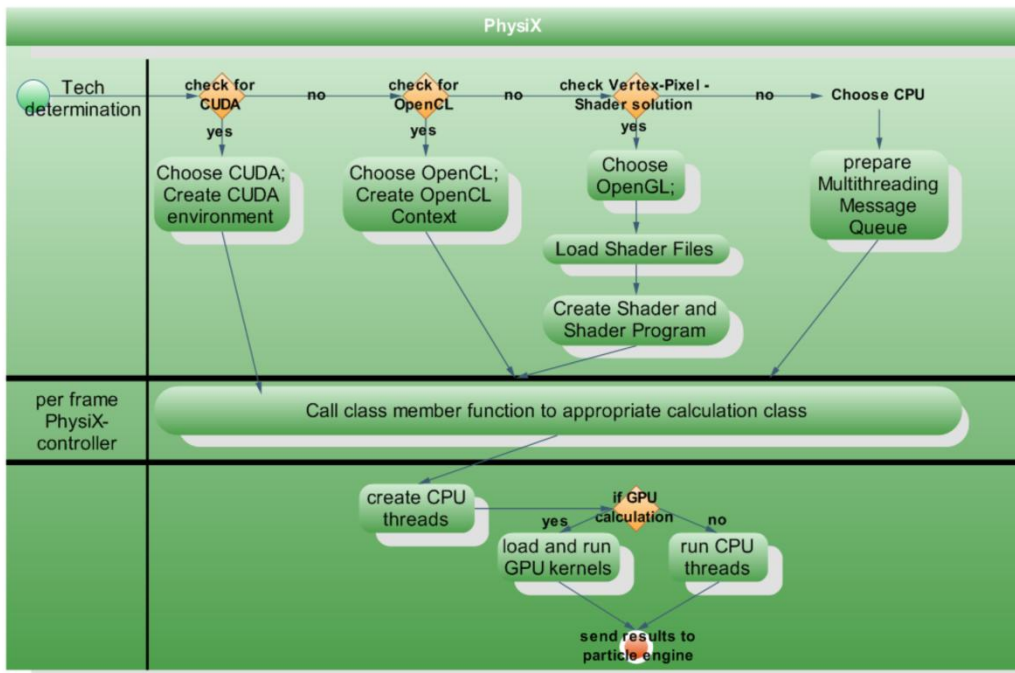 PhysiX
Tech
determination
check for
CUDA
no
check for
OpenCL
no
check Vertex-Pixel -
Shader solution
no
Choose CPU
yes
yes
yes
Choose CUDA;
Create CUDA
environment
Choose OpenCL;
Create OpenCL
Context
Choose
OpenGL;
prepare
Multithreading
Message
Queue
Load Shader Files
Create Shader and
Shader Program
per frame
PhysiX-
controller
Call class member function to appropriate calculation class
create CPU
threads
if GPU
calculation
yes
no
load and run
GPU kernels
run CPU
threads
send results to
particle engine